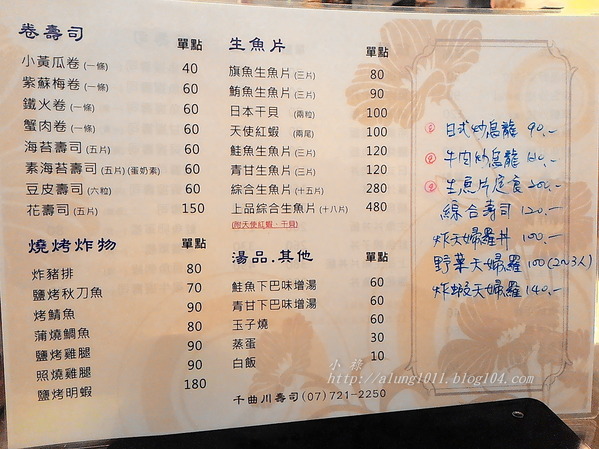 卷壽司 單點
小黃瓜卷(一條) 40
紫蘇梅卷(一條) 60
鐵火卷(一條) 60
蟹肉卷(一條) 60
海苔壽司(五片) 60
素海苔壽司(五片)(蛋奶素) 60
豆皮壽司(六粒) 60
花壽司(五片) 150
燒烤炸物 單點
炸豬排 80
鹽烤秋刀魚 70
烤鯖魚 90
蒲燒鯛魚 80
鹽烤雞腿 90
照燒雞腿 90
鹽烤明蝦 180
生魚片 單點
旗魚生魚片(三片) 80
鮪魚生魚片(三片) 90
日本干貝 (兩粒) 100
天使紅蝦 (兩尾) 100
鮭魚生魚片(三片) 120
青甘生魚片(三片) 120
綜合生魚片(十五片) 280
上品綜合生魚片(十八片) 480
(附天使紅蝦、干貝)
湯品.其他 單點
鮭魚下巴味增湯 60
青甘下巴味增湯 60
玉子燒 60
蒸蛋 30
白飯 10
千曲川壽司(07)721-2250
② 日式炒烏龍 90.-
② 牛肉炒烏龍
② 生魚片定食 200.-
綜合壽司 120.-
炸天婦羅丼 100.-
野菜天婦羅 100(2~3人)
炸蝦天婦羅 140.-
小祿
http://alung1011.blog104.com/